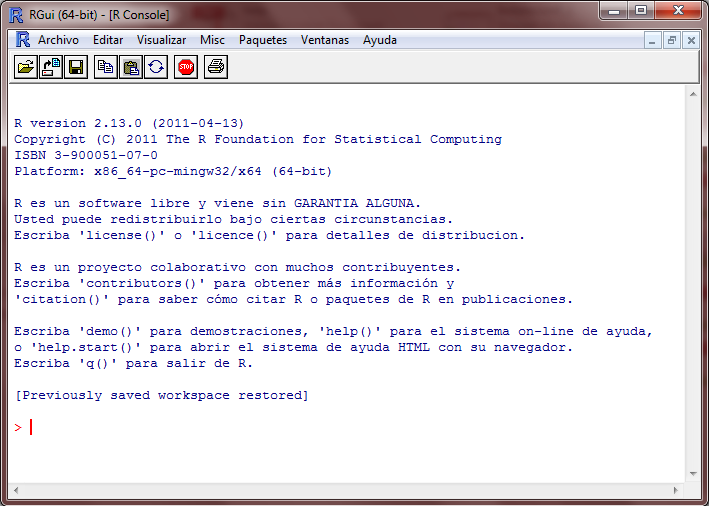 RGui (64-bit) - [R Console]
Archivo Editar Visualizar Misc Paquetes Ventanas Ayuda
STOP
R version 2.13.0 (2011-04-13)
Copyright (C) 2011 The R Foundation for Statistical Computing
ISBN 3-900051-07-0
Platform: x86_64-pc-mingw32/x64 (64-bit)
R es un software libre y viene sin GARANTIA ALGUNA.
Usted puede redistribuirlo bajo ciertas circunstancias.
Escriba 'license()' o 'licence()' para detalles de distribucion.
R es un proyecto colaborativo con muchos contribuyentes.
Escriba 'contributors()' para obtener más información y
'citation()' para saber cómo citar R o paquetes de R en publicaciones.
Escriba 'demo()' para demostraciones, 'help()' para el sistema on-line de ayuda,
o 'help.start()' para abrir el sistema de ayuda HTML con su navegador.
Escriba 'q()' para salir de R.
[Previously saved workspace restored]
>